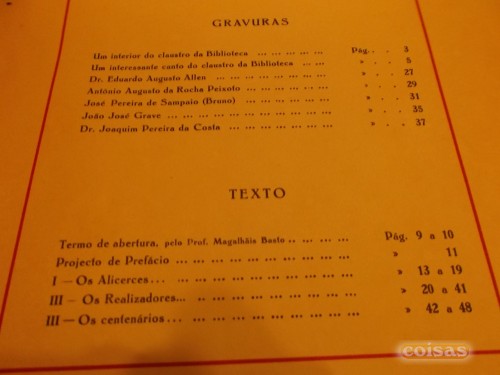 GRAVURAS
Um interior do claustro da Biblioteca ... ... ... ... ... Pág. . . 3
Um interessante canto do claustro da Biblioteca ... ... » . . 5
Dr. Eduardo Augusto Allen ... ... ... ... ... ... ... » . . 27
António Augusto da Rocha Peixoto ... ... ... ... ... » . . 29
José Pereira de Sampaio (Bruno) ... ... ... ... ... » . . 31
João José Grave ... ... ... ... ... ... ... ... » . . 35
Dr. Joaquim Pereira da Costa ... ... ... ... ... ... » . . 37
TEXTO
Termo de abertura, pelo Prof. Magalhãis Basto .. ... ... ... ... Pág. 9 a 10
Projecto de Prefácio ... ... ... ... ... ... ... ... ... » 11
I — Os Alicerces... ... ... ... ... ... ... ... ... ... » 13 a 19
III — Os Realizadores... .. ... ... ... ... ... ... ... » 20 a 41
III — Os centenários... ... ... ... ... ... ... ... ... » 42 a 48
coisas